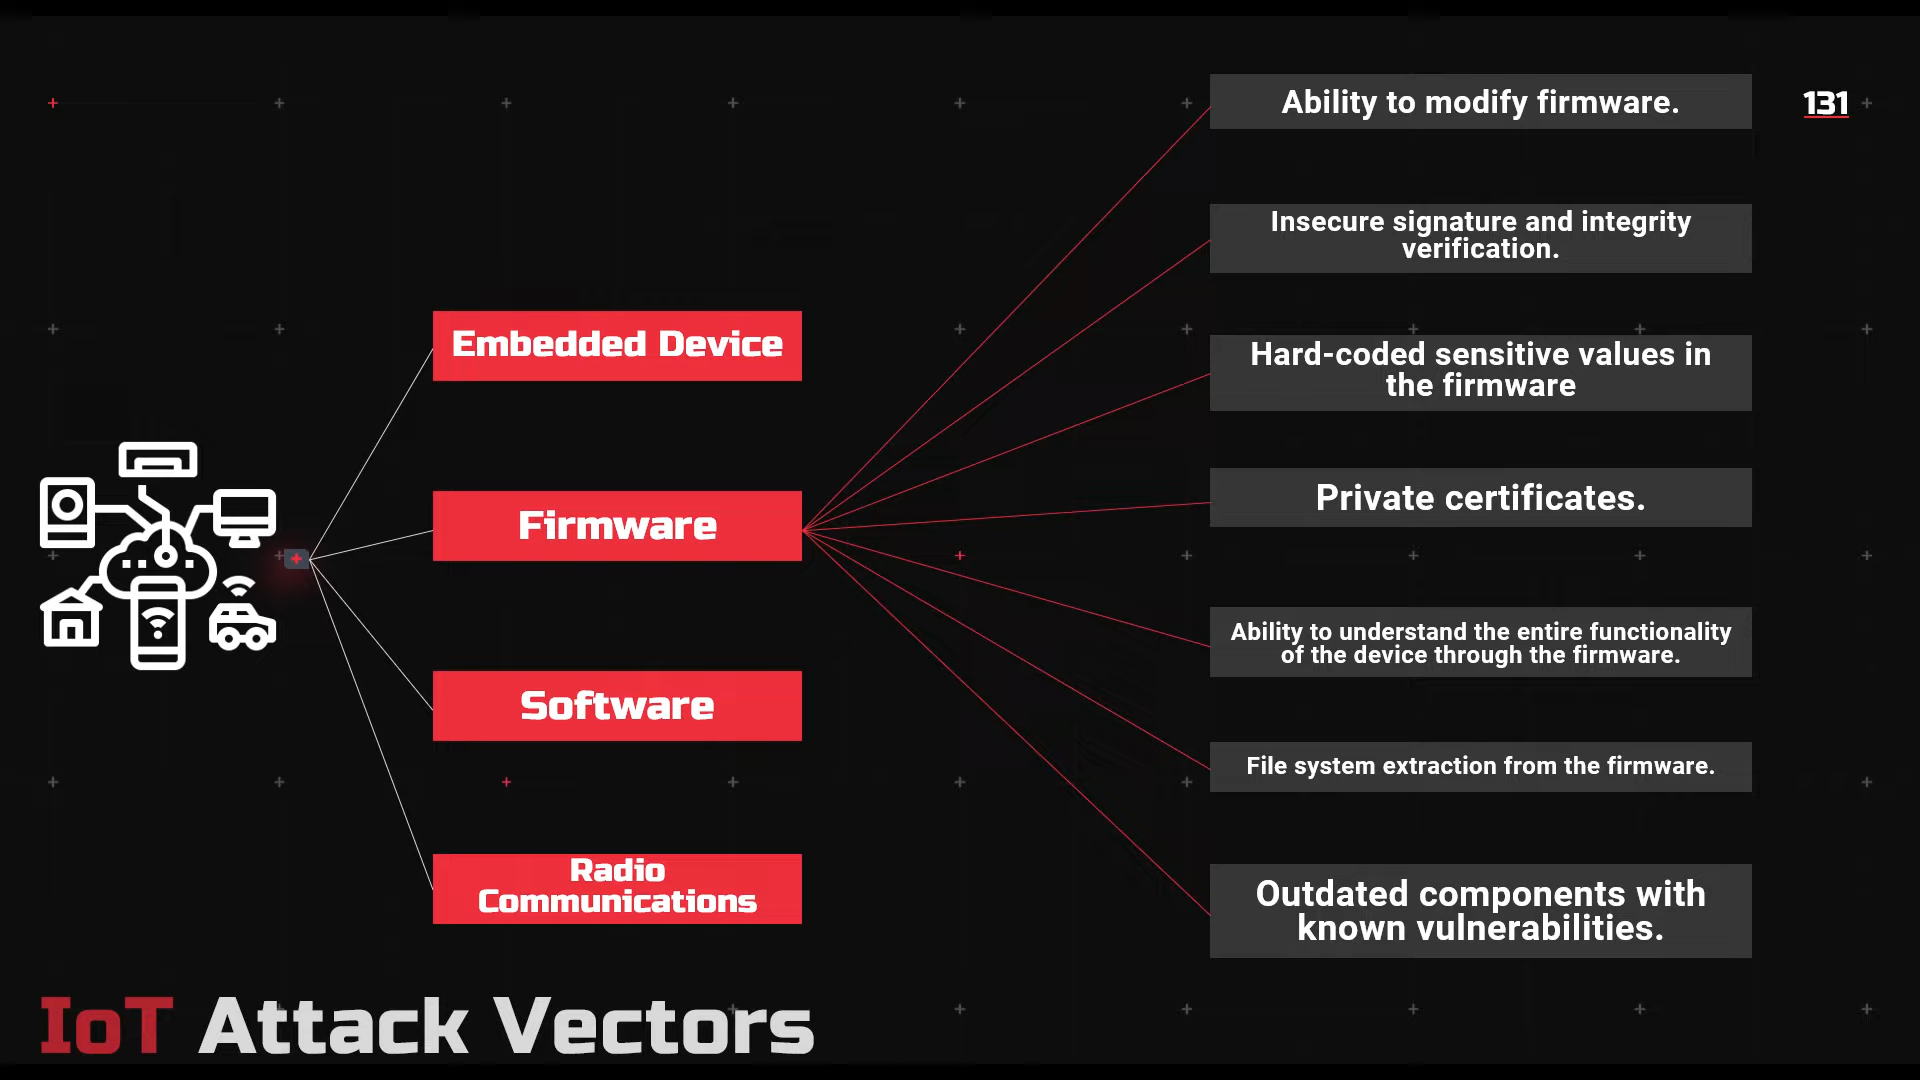 131
Embedded Device
Firmware
Software
Radio
Communications
Ability to modify firmware.
Insecure signature and integrity
verification.
Hard-coded sensitive values in
the firmware
Private certificates.
Ability to understand the entire functionality
of the device through the firmware.
File system extraction from the firmware.
Outdated components with
known vulnerabilities.
IoT Attack Vectors